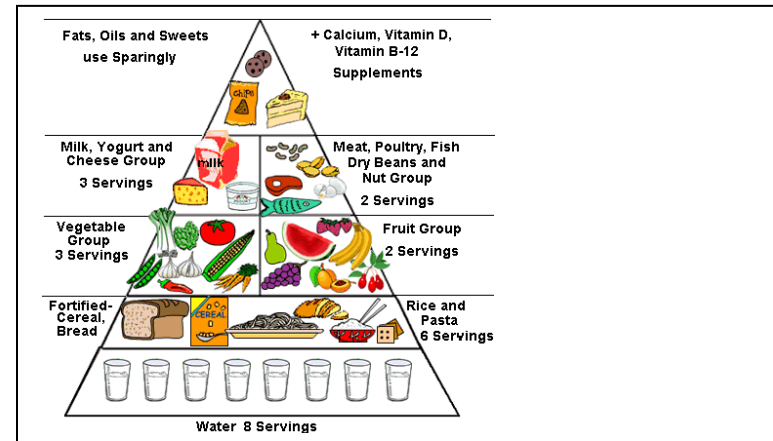 Fats, Oils and Sweets
use Sparingly
+ Calcium, Vitamin D,
Vitamin B-12
Supplements
chips
Milk, Yogurt and
Cheese Group
3 Servings
milk
Meat, Poultry, Fish
Dry Beans and
Nut Group
2 Servings
Vegetable
Group
3 Servings
Fruit Group
2 Servings
Fortified-
Cereal,
Bread
CEREAL
Rice and
Pasta
6 Servings
Water 8 Servings